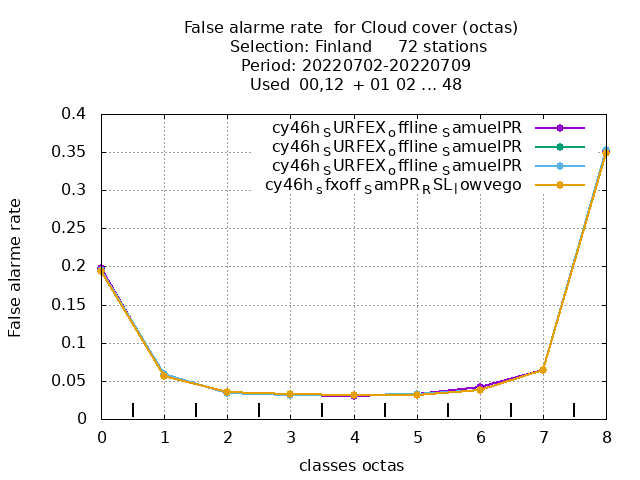 False alarme rate  for Cloud cover (octas)
Selection: Finland     72 stations
Period: 20220702-20220709
Used  00,12  + 01 02 ... 48
cy46h_SURFEX_offline_SamuelPR
cy46h_SURFEX_offline_SamuelPR
cy46h_SURFEX_offline_SamuelPR
cy46h_sfxoff_SamPR_RSL_lowvego
0.4
0.35
0.3
0.25
0.2
0.15
0.1
0.05
0
False alarme rate
0 1 2 3 4 5 6 7 8
classes octas